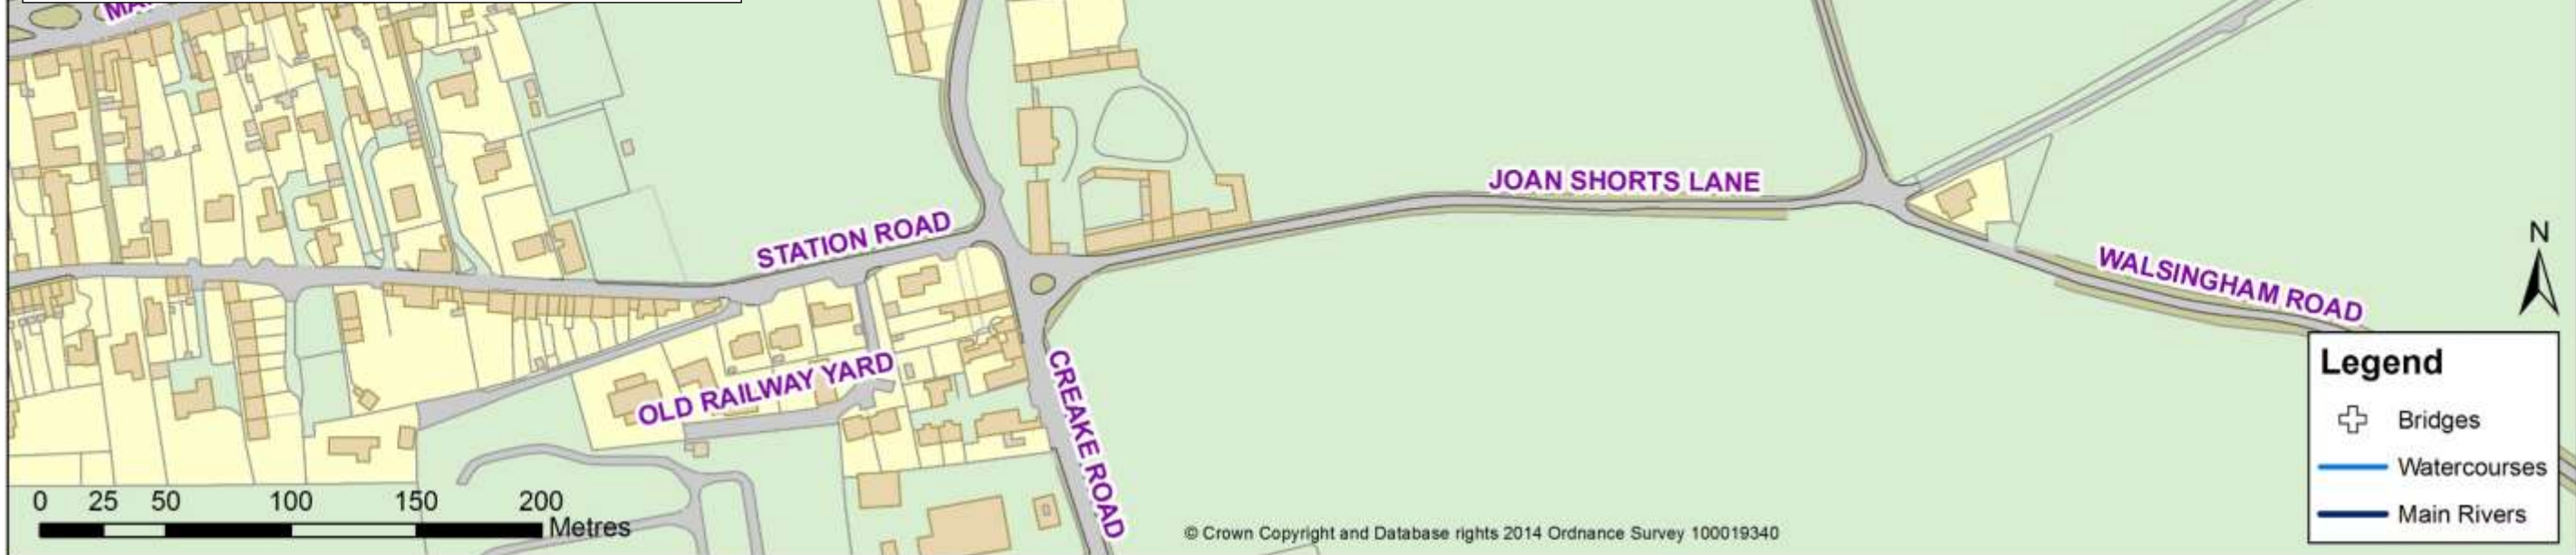 JOAN SHORTS LANE
STATION ROAD
WALSINGHAM ROAD
OLD RAILWAY YARD
CREAKE ROAD
N
Legend
Bridges
Watercourses
Main Rivers
0 25 50 100 150 200
Metres
© Crown Copyright and Database rights 2014 Ordnance Survey 100019340